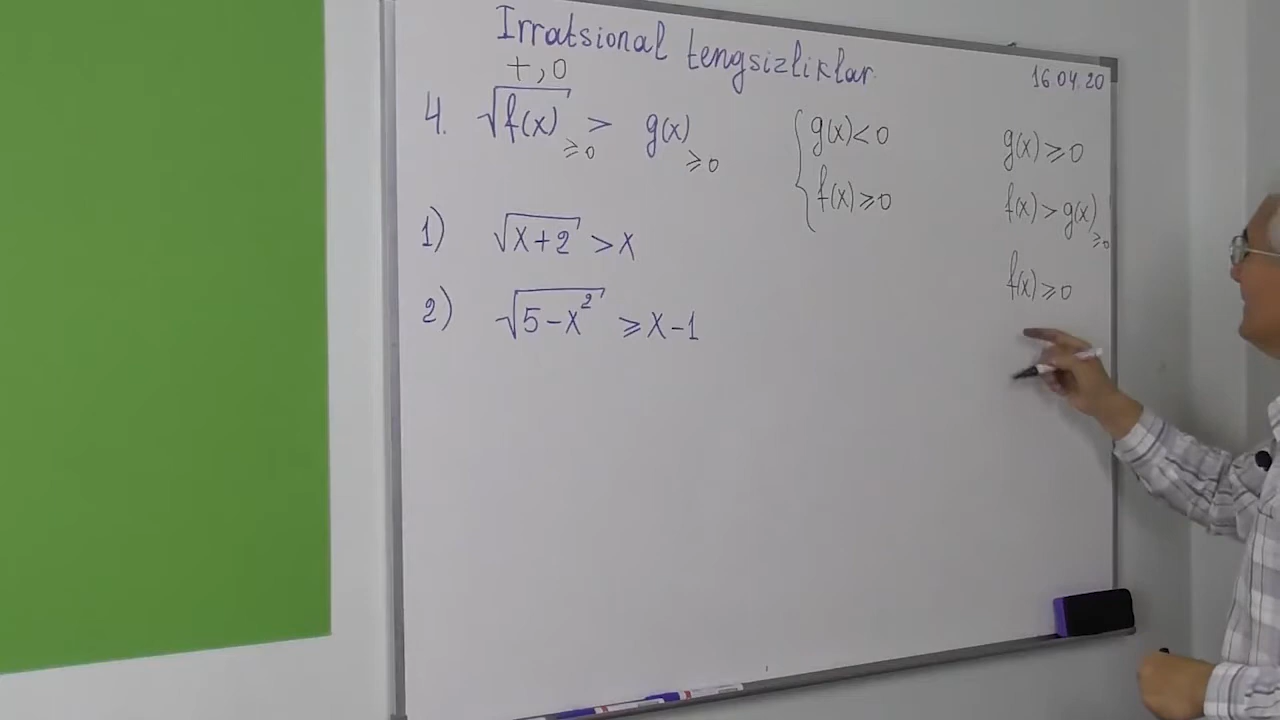 Irratsional tengsizliklar
16.04.20
+,0
4. √f(x) ≥0 > g(x) ≥0
{ g(x)<0
f(x)≥0
g(x)≥0
f(x)>g(x) ≥0
f(x)≥0
1) √x+2 > x
2) √5-x² ≥ x-1